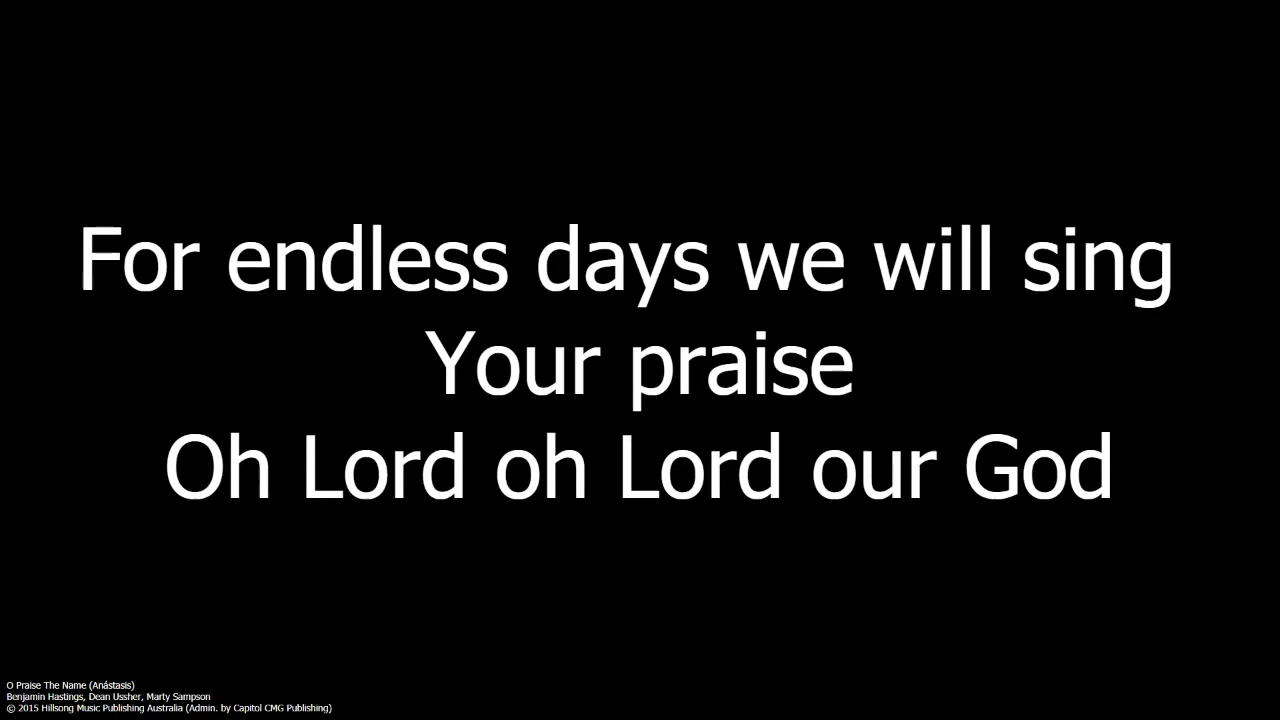 For endless days we will sing
Your praise
Oh Lord oh Lord our God
O Praise The Name (Anástasis)
Benjamin Hastings, Dean Ussher, Marty Sampson
© 2015 Hillsong Music Publishing Australia (Admin. by Capitol CMG Publishing)